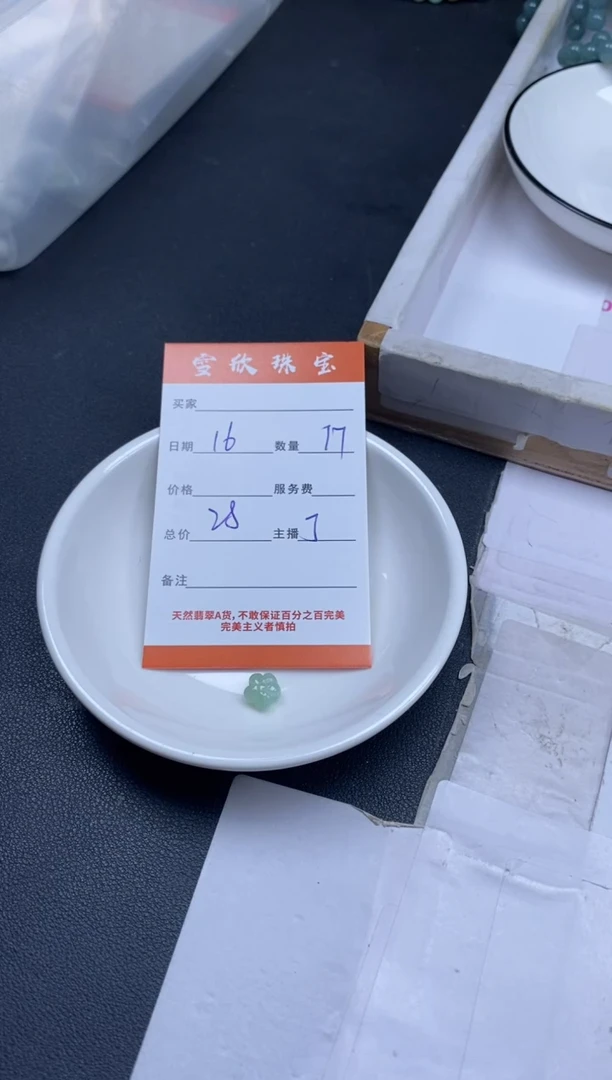 雯欣珠宝
买家
日期 16 数量 17
价格 服务费
总价 28 主播
备注
天然翡翠A货，不敢保证百分之百完美
完美主义者慎拍